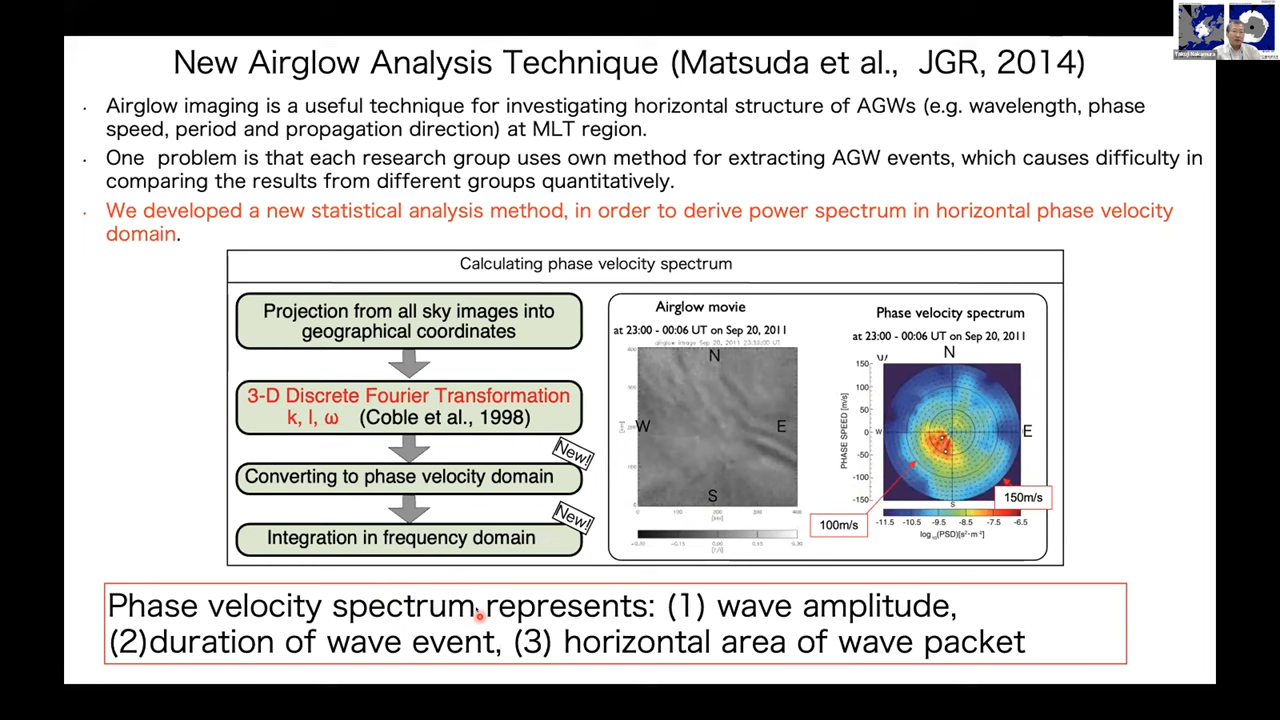 New Airglow Analysis Technique (Matsuda et al., JGR, 2014)
· Airglow imaging is a useful technique for investigating horizontal structure of AGWs (e.g. wavelength, phase
speed, period and propagation direction) at MLT region.
· One problem is that each research group uses own method for extracting AGW events, which causes difficulty in
comparing the results from different groups quantitatively.
· We developed a new statistical analysis method, in order to derive power spectrum in horizontal phase velocity
domain.
Calculating phase velocity spectrum
Projection from all sky images into
geographical coordinates
3-D Discrete Fourier Transformation
k, l, ω (Coble et al., 1998)
New!
Converting to phase velocity domain
New!
Integration in frequency domain
Airglow movie
at 23:00 - 00:06 UT on Sep 20, 2011
N
W
E
S
0 100 200 300 400
[km]
Phase velocity spectrum
at 23:00 - 00:06 UT on Sep 20, 2011
N
150
100
50
0
-50
-100
-150
PHASE SPEED [m/s]
W
E
S
100m/s
150m/s
-11.5 -10.5 -9.5 -8.5 -7.5 -6.5
log₁₀(PSD)[s²·m⁻²]
Phase velocity spectrum represents: (1) wave amplitude,
(2)duration of wave event, (3) horizontal area of wave packet